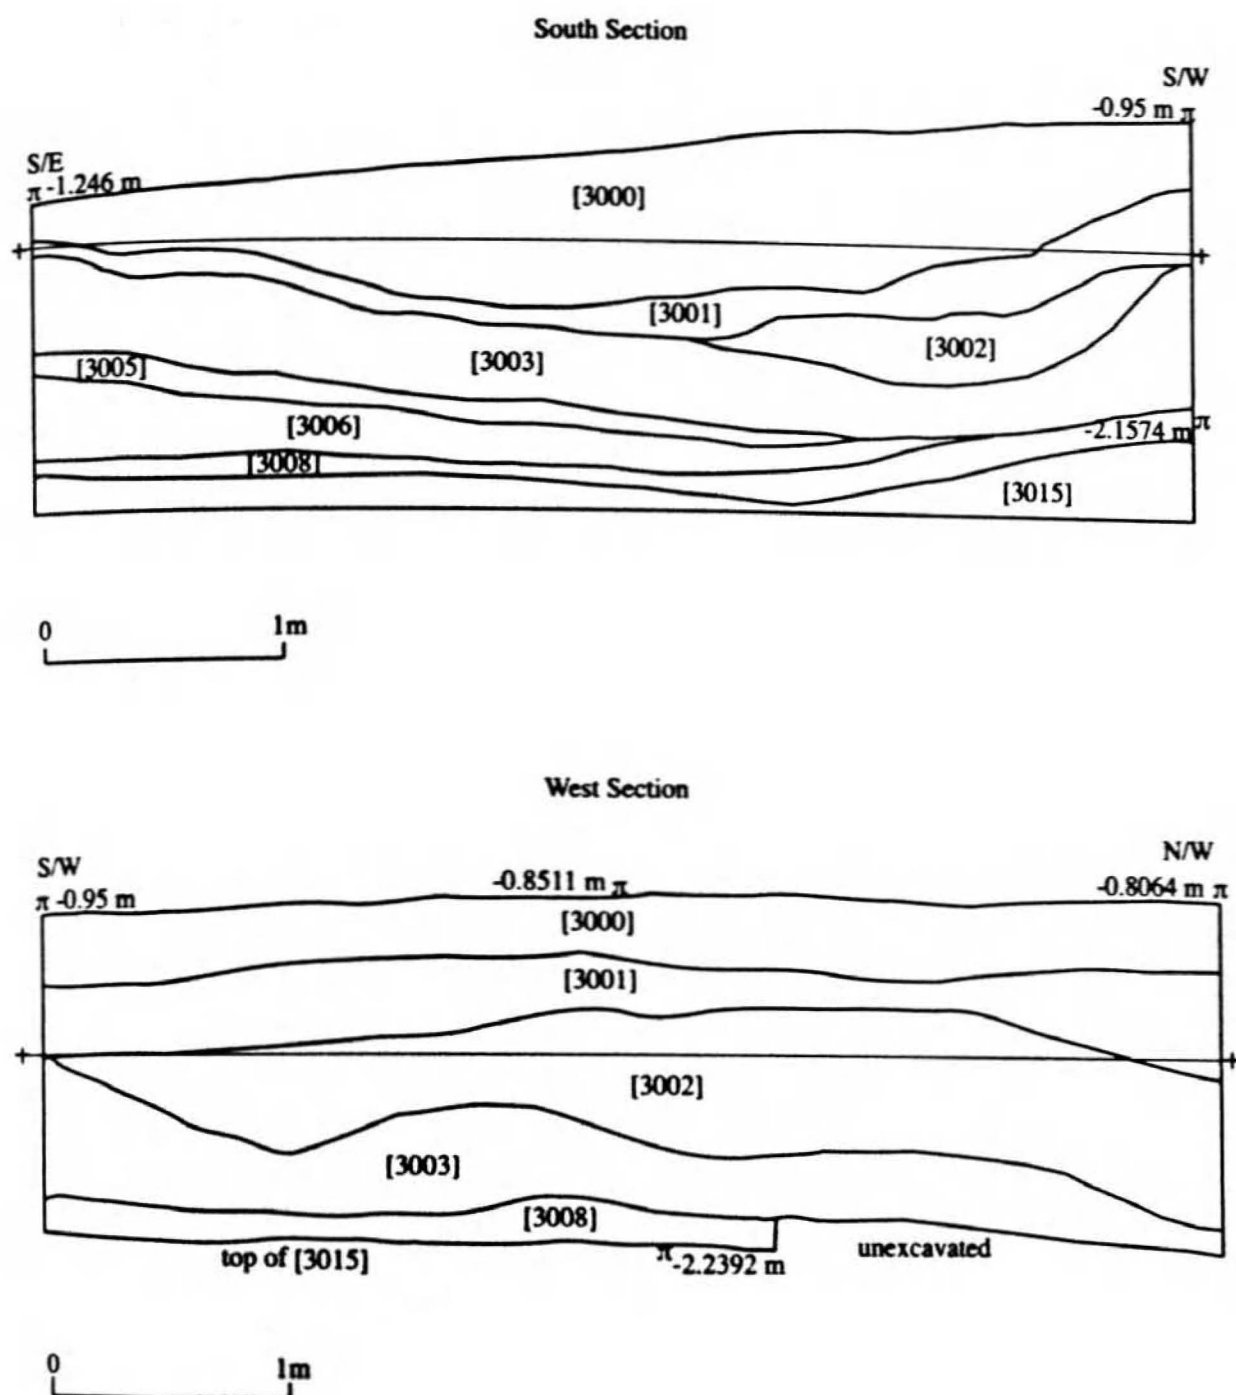 South Section
S/W
-0.95 m π
S/E
π -1.246 m
[3000]
[3001]
[3002]
[3003]
[3005]
[3006]
-2.1574 m π
[3008]
[3015]
0 1m
West Section
S/W
π -0.95 m
-0.8511 m π
N/W
-0.8064 m π
[3000]
[3001]
[3002]
[3003]
[3008]
top of [3015]
π -2.2392 m
unexcavated
0 1m